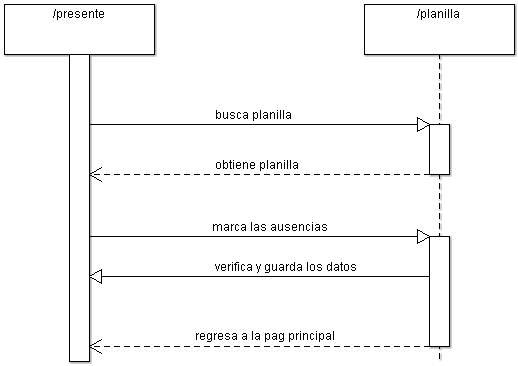 /presente
/planilla
busca planilla
obtiene planilla
marca las ausencias
verifica y guarda los datos
regresa a la pag principal